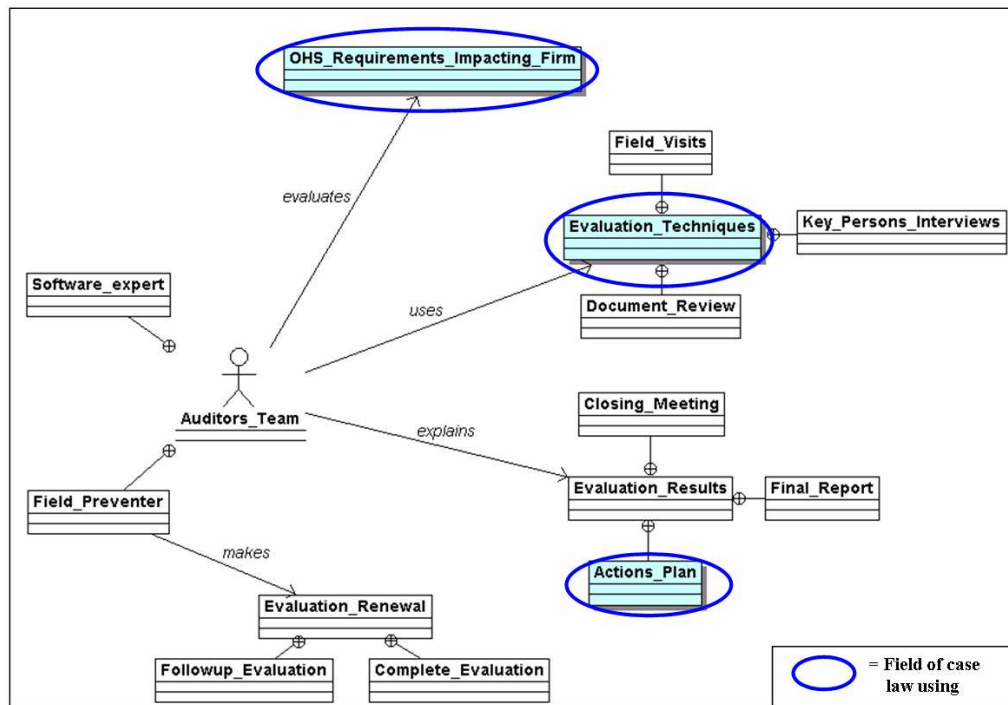 OHS_Requirements_Impacting_Firm
Field_Visits
evaluates
Evaluation_Techniques
Key_Persons_Interviews
Software_expert
Document_Review
uses
Auditors_Team
Closing_Meeting
explains
Evaluation_Results
Final_Report
Field_Preventer
makes
Actions_Plan
Evaluation_Renewal
Followup_Evaluation
Complete_Evaluation
= Field of case
law using